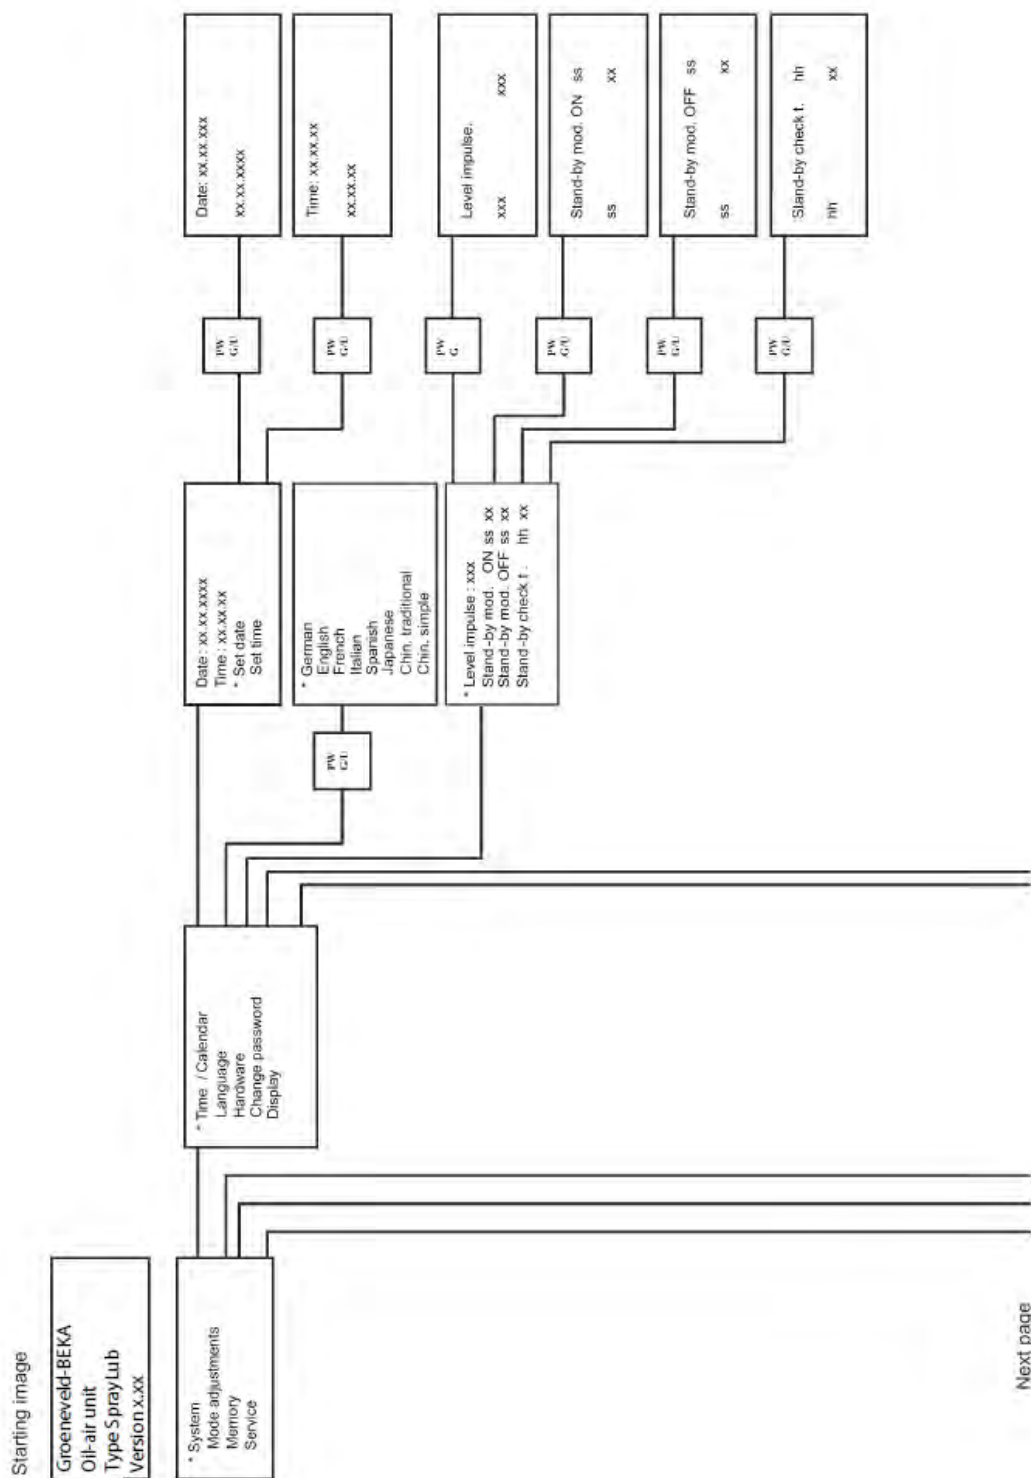 Starting image
Groeneveld-BEKA
Oil-air unit
Type SprayLub
Version x.xx
* System
Mode adjustments
Memory
Service
* Time / Calendar
Language
Hardware
Change password
Display
Date : xx.xx.xxxx
Time : xx.xx.xx
* Set date
Set time
PW
G/U
* German
English
French
Italian
Spanish
Japanese
Chin. traditional
Chin. simple
* Level impulse : xxx
Stand-by mod. ON ss xx
Stand-by mod. OFF ss xx
Stand-by check t . hh xx
PW
G/U
PW
G/U
PW
G
PW
G/U
PW
G/U
PW
G/U
Date: xx.xx.xxx
xx.xx.xxxx
Time: xx.xx.xx
xx.xx.xx
Level impulse.
xxx xxx
Stand-by mod. ON ss
ss xx
Stand-by mod. OFF ss
ss xx
Stand-by check t. hh
hh xx
Next page